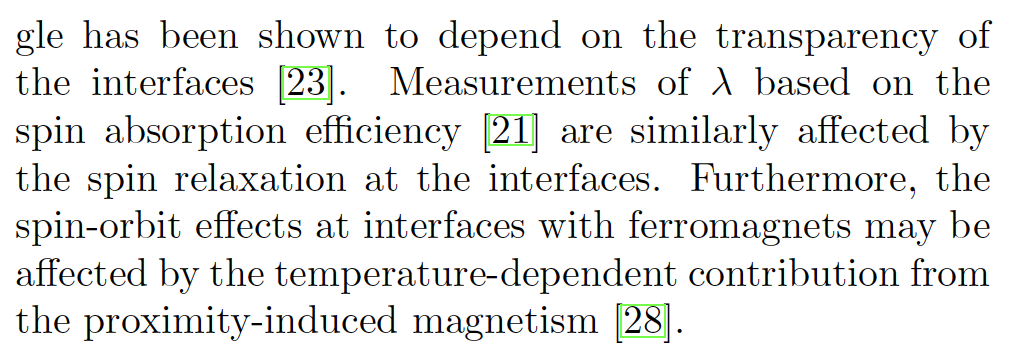 gle has been shown to depend on the transparency of
the interfaces [23]. Measurements of λ based on the
spin absorption efficiency [21] are similarly affected by
the spin relaxation at the interfaces. Furthermore, the
spin-orbit effects at interfaces with ferromagnets may be
affected by the temperature-dependent contribution from
the proximity-induced magnetism [28].